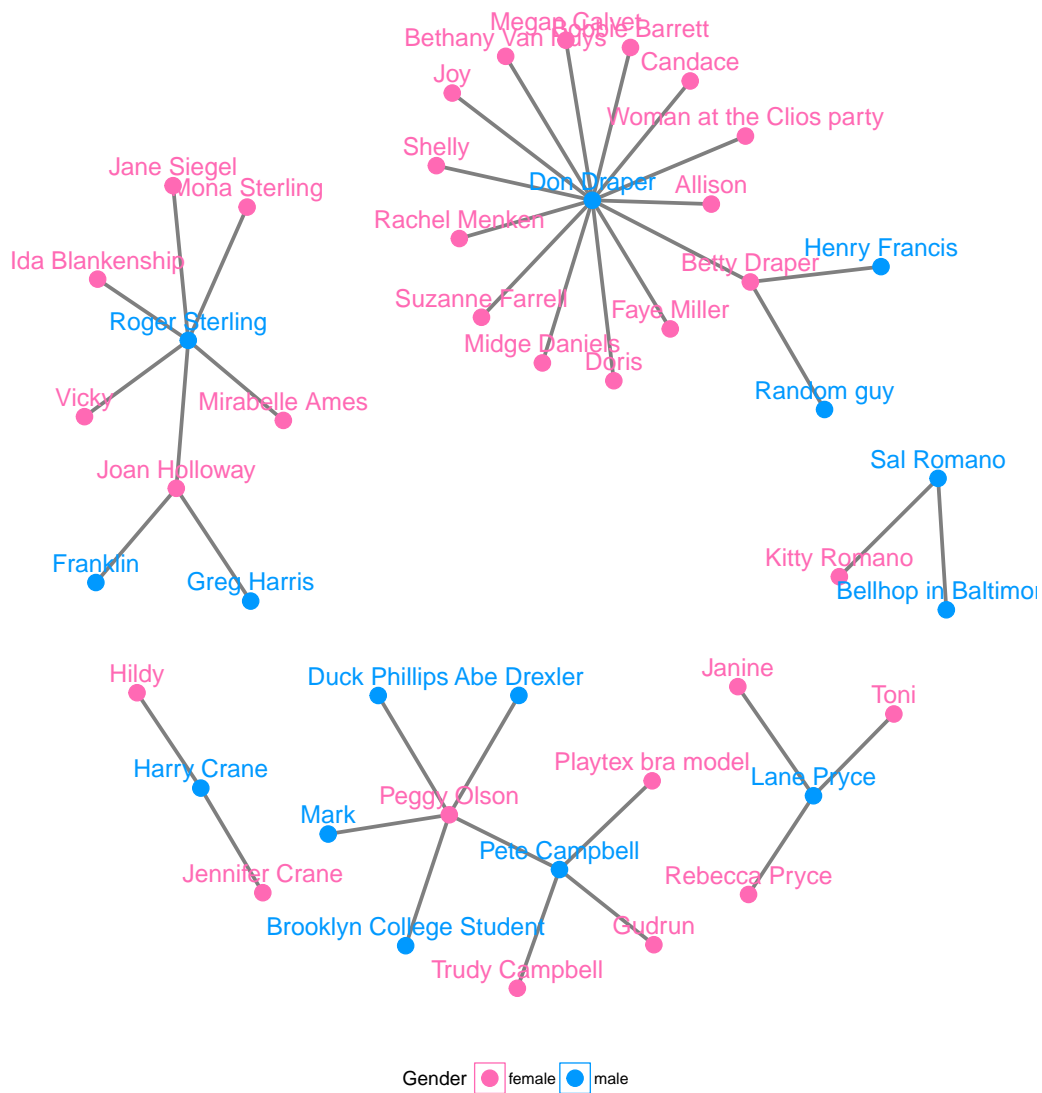 Megan Calvet
Bobbie Barrett
Bethany Van Nuys
Candace
Joy
Woman at the Clios party
Shelly
Jane Siegel
Mona Sterling
Don Draper
Allison
Rachel Menken
Henry Francis
Ida Blankenship
Betty Draper
Suzanne Farrell
Faye Miller
Roger Sterling
Midge Daniels
Doris
Random guy
Vicky
Mirabelle Ames
Joan Holloway
Sal Romano
Kitty Romano
Franklin
Greg Harris
Bellhop in Baltimor
Hildy
Duck Phillips
Abe Drexler
Janine
Toni
Harry Crane
Playtex bra model
Lane Pryce
Peggy Olson
Mark
Pete Campbell
Jennifer Crane
Rebecca Pryce
Brooklyn College Student
Gudrun
Trudy Campbell
Gender female male